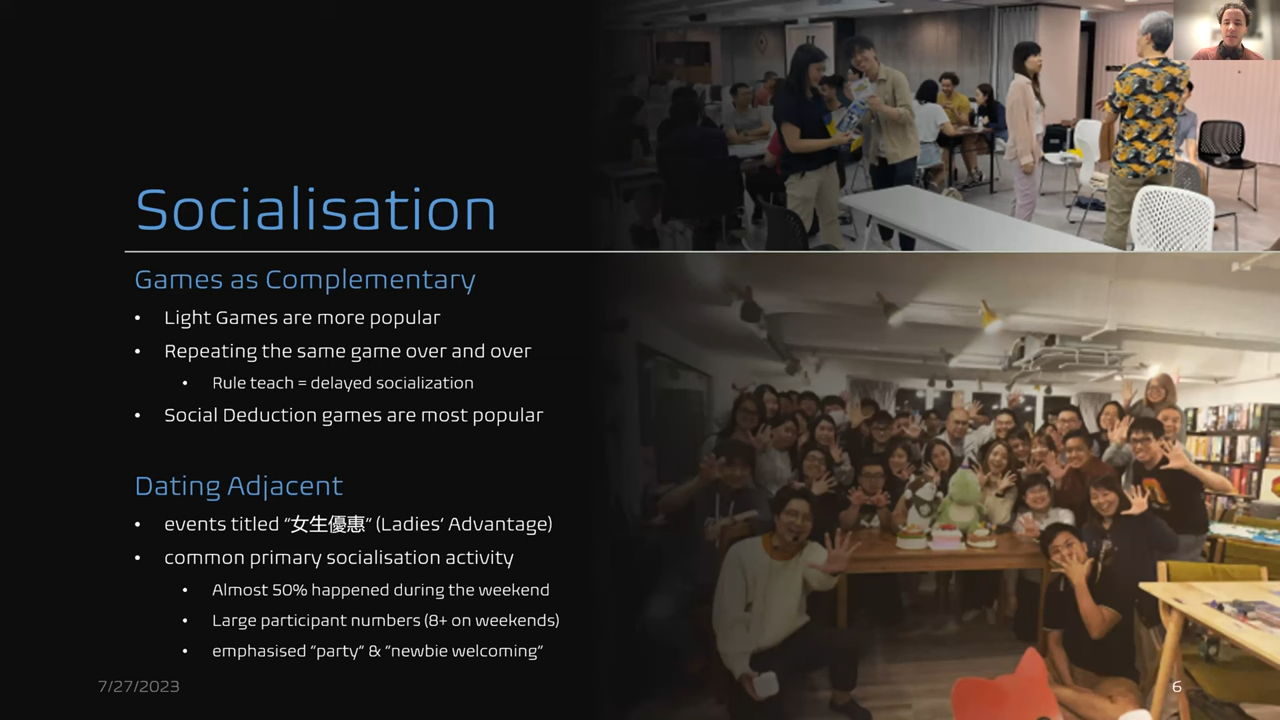 Socialisation
Games as Complementary
• Light Games are more popular
• Repeating the same game over and over
• Rule teach = delayed socialization
• Social Deduction games are most popular
Dating Adjacent
• events titled “女生優惠” (Ladies’ Advantage)
• common primary socialisation activity
• Almost 50% happened during the weekend
• Large participant numbers (8+ on weekends)
• emphasised “party” & “newbie welcoming”
7/27/2023
6